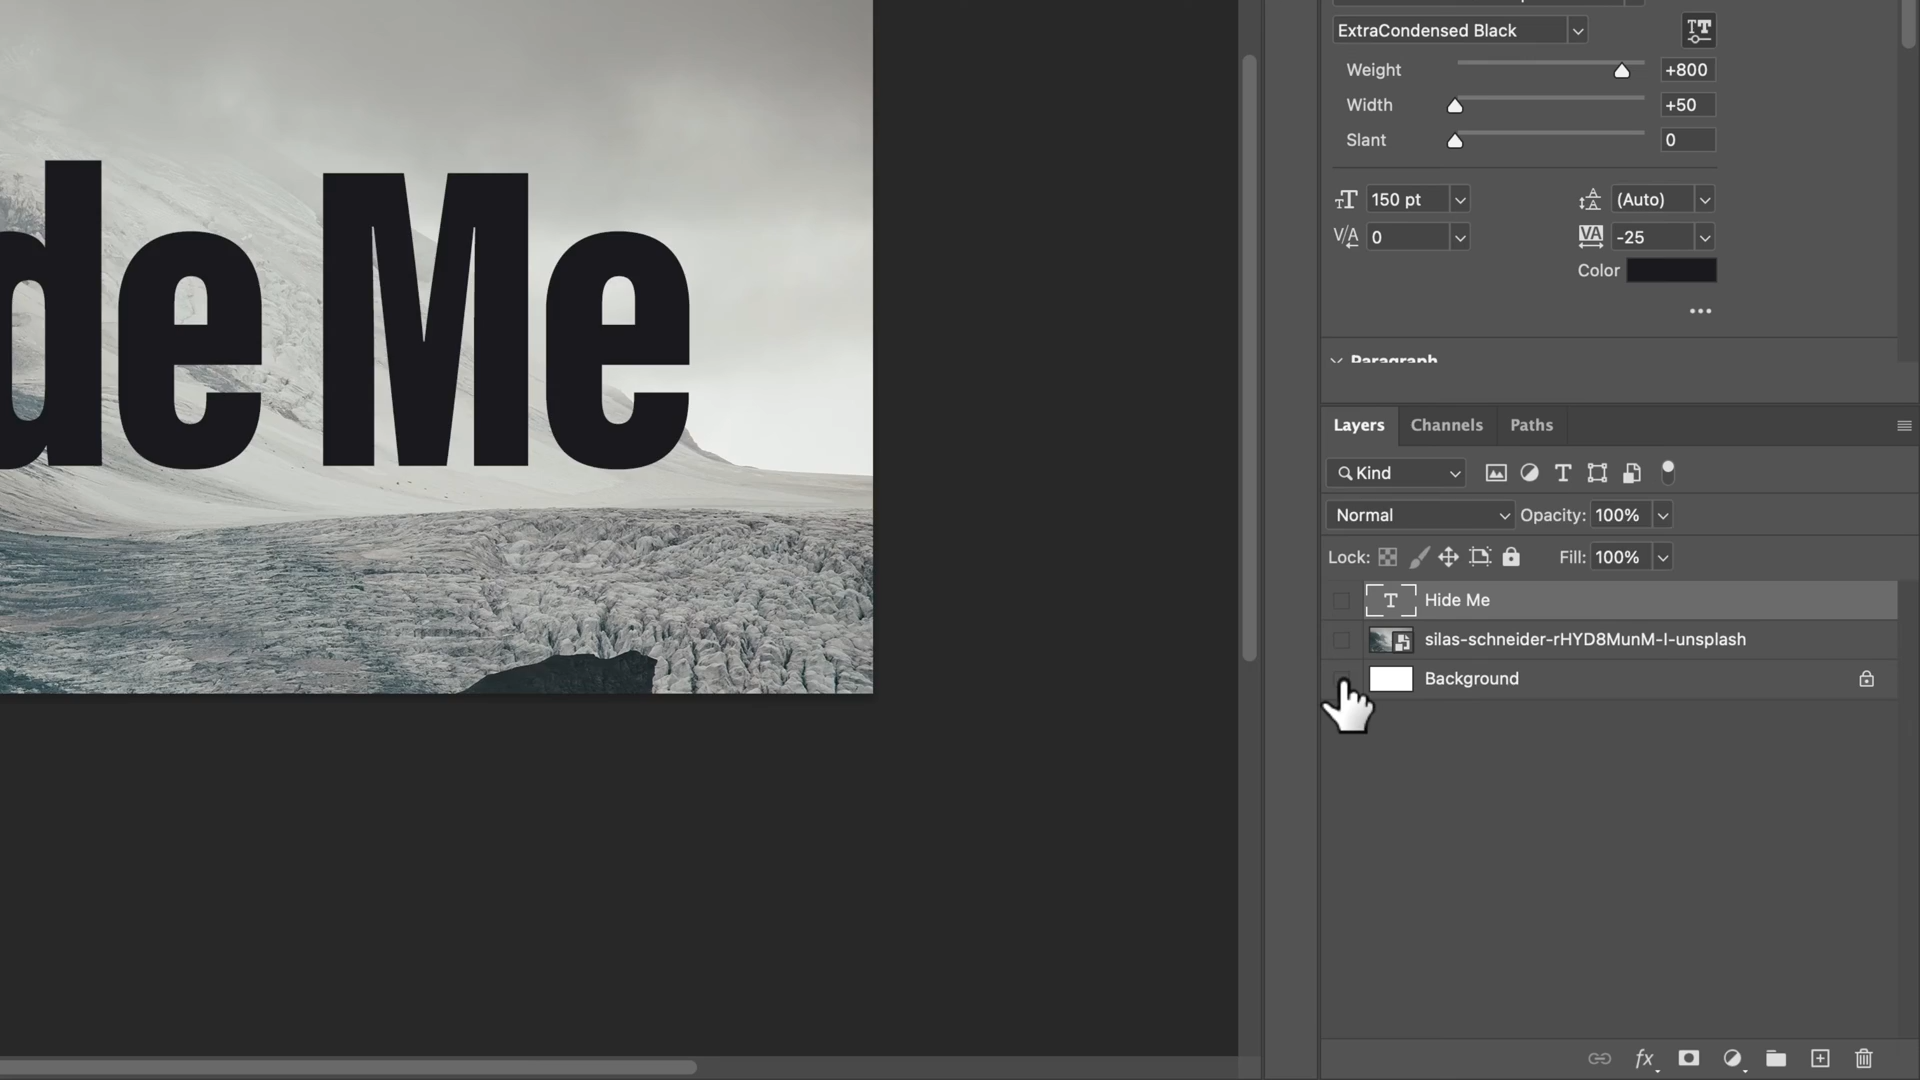 ExtraCondensed Black
Weight +800
Width +50
Slant 0
150 pt (Auto)
0 -25
Color
Paragraph
de Me
Layers Channels Paths
Kind
Normal Opacity: 100%
Lock: Fill: 100%
T Hide Me
silas-schneider-rHYD8MunM-I-unsplash
Background
fx